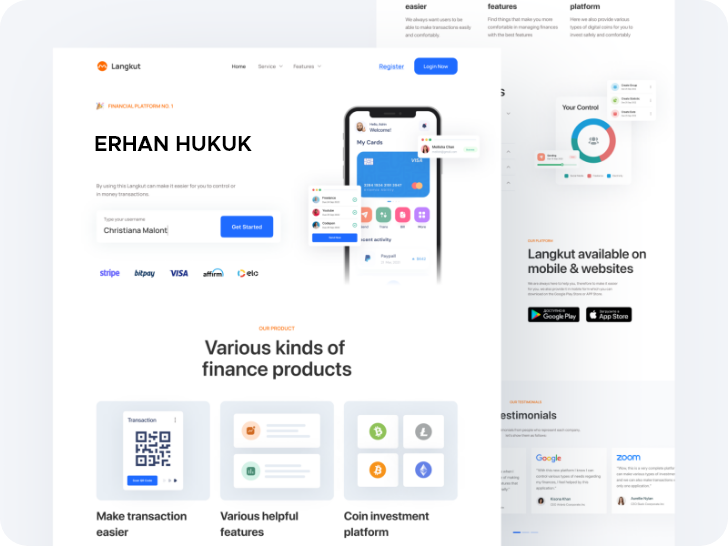 Langkut
Home
Service
Features
Register
Login Now
FINANCIAL PLATFORM NO. 1
ERHAN HUKUK
By using this Langkut can make it easier for you to control or
in money transactions.
Type your username
Christiana Malont
Get Started
stripe
bitpay
VISA
affirm
elc
Welcome!
My Cards
VISA
Recent activity
Paypal
OUR PRODUCT
Various kinds of
finance products
Transaction
Make transaction
easier
Various helpful
features
Coin investment
platform
easier
We always want users to be
able to make transactions easily
and comfortably.
features
Find things that make you more
comfortable in managing finances
with the best features.
platform
Here we also provide various
types of digital coins for you to
invest safely and comfortably
Your Control
OUR PLATFORM
Langkut available on
mobile & websites
Google Play
App Store
OUR TESTIMONIALS
estimonials
Google
zoom